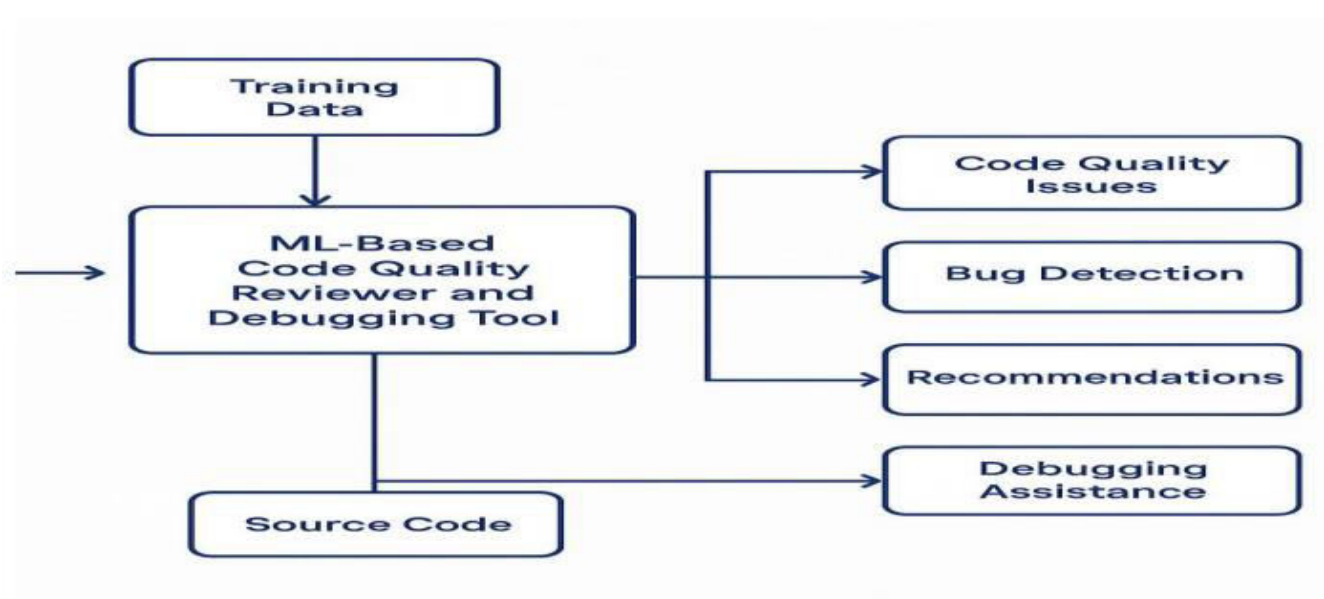 Training
Data
ML-Based
Code Quality
Reviewer and
Debugging Tool
Code Quality
Issues
Bug Detection
Recommendations
Debugging
Assistance
Source Code